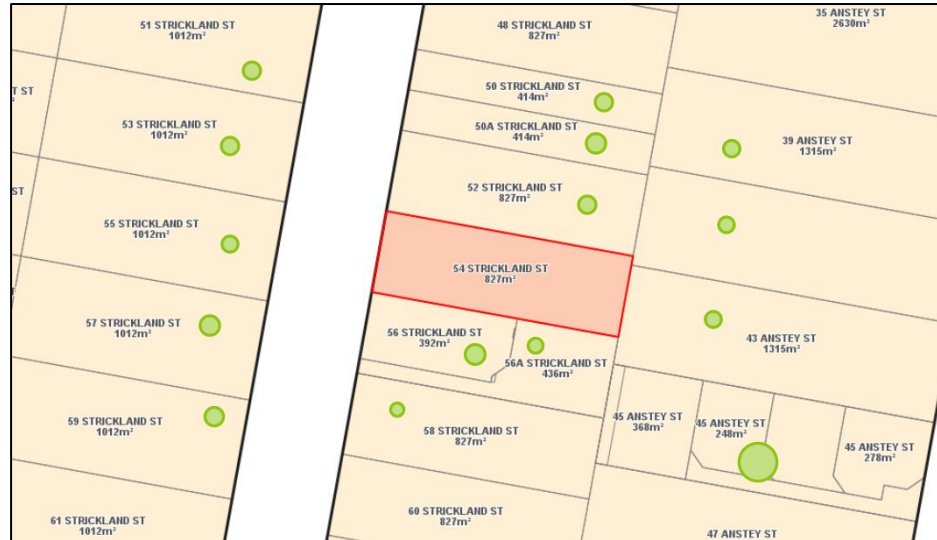 51 STRICKLAND ST
1012m²
48 STRICKLAND ST
827m²
35 ANSTEY ST
2630m²
T ST
50 STRICKLAND ST
414m²
53 STRICKLAND ST
1012m²
50A STRICKLAND ST
414m²
39 ANSTEY ST
1315m²
ST
52 STRICKLAND ST
827m²
55 STRICKLAND ST
1012m²
54 STRICKLAND ST
827m²
57 STRICKLAND ST
1012m²
56 STRICKLAND ST
392m²
43 ANSTEY ST
1315m²
56A STRICKLAND ST
436m²
59 STRICKLAND ST
1012m²
58 STRICKLAND ST
827m²
45 ANSTEY ST
368m²
45 ANSTEY ST
248m²
45 ANSTEY ST
278m²
61 STRICKLAND ST
1012m²
60 STRICKLAND ST
827m²
47 ANSTEY ST